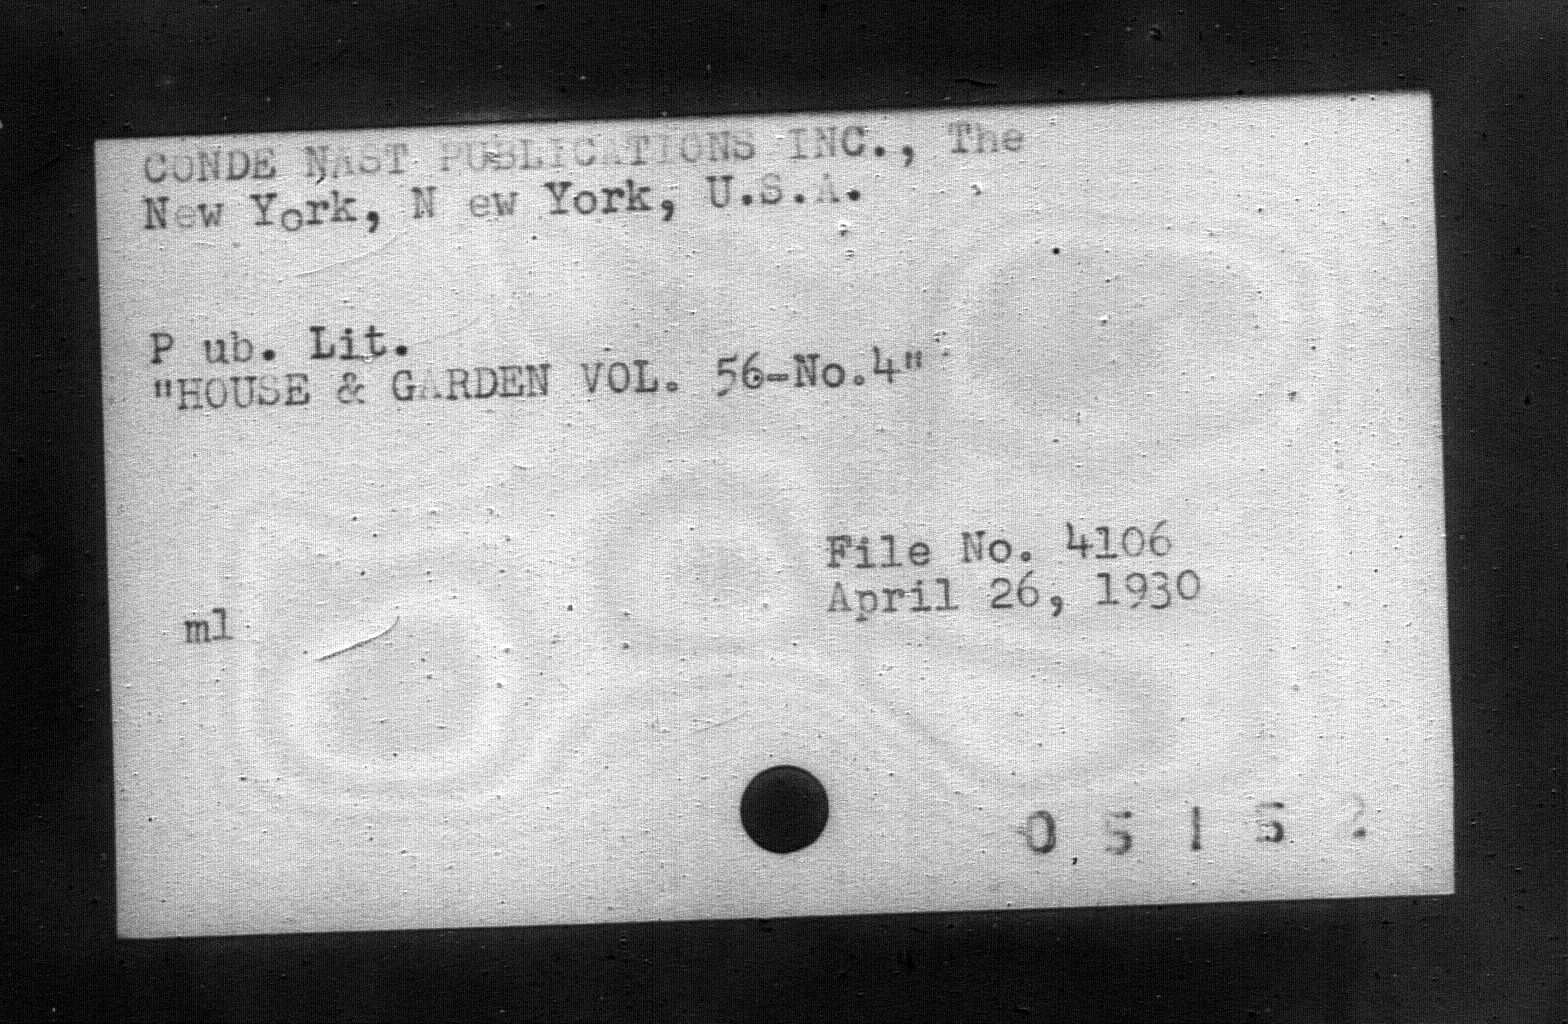 CONDE NAST PUBLICATIONS INC., The
New York, N ew York, U.S.A.
P ub. Lit.
"HOUSE & GARDEN VOL. 56-No.4"
File No. 4106
April 26, 1930
ml